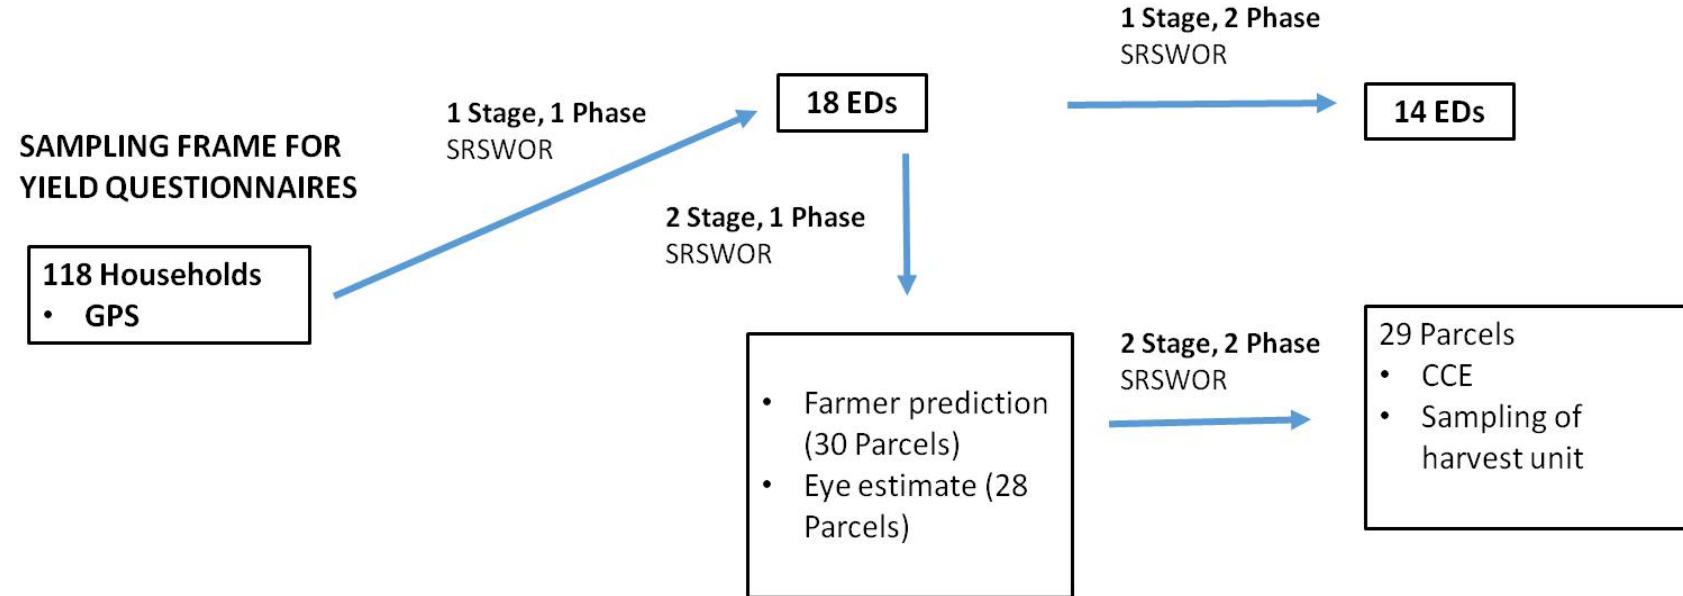 SAMPLING FRAME FOR
YIELD QUESTIONNAIRES
118 Households
• GPS
1 Stage, 1 Phase
SRSWOR
18 EDs
1 Stage, 2 Phase
SRSWOR
14 EDs
2 Stage, 1 Phase
SRSWOR
• Farmer prediction
(30 Parcels)
• Eye estimate (28
Parcels)
2 Stage, 2 Phase
SRSWOR
29 Parcels
• CCE
• Sampling of
harvest unit